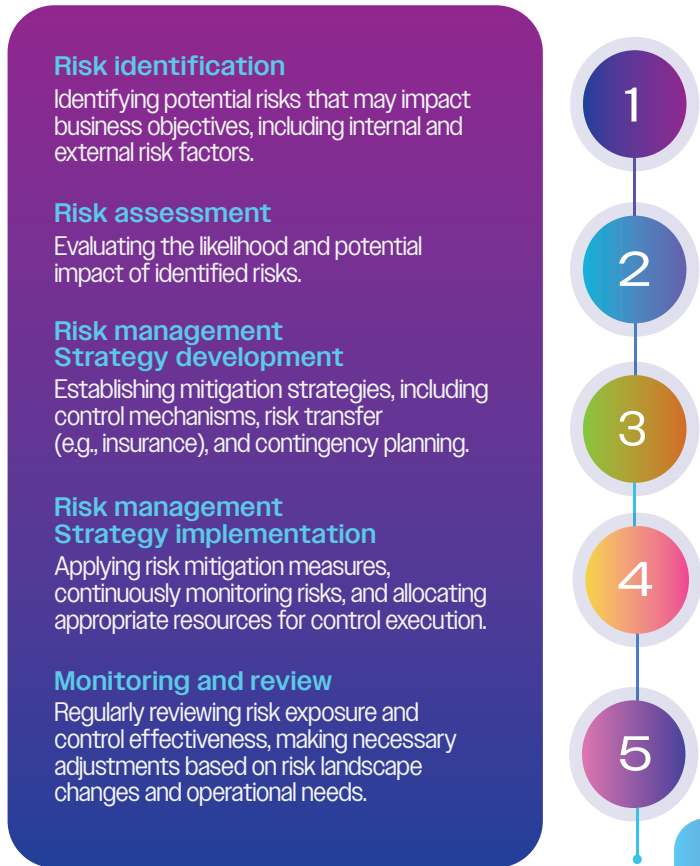 Risk identification
Identifying potential risks that may impact
business objectives, including internal and
external risk factors.
1
Risk assessment
Evaluating the likelihood and potential
impact of identified risks.
2
Risk management
Strategy development
Establishing mitigation strategies, including
control mechanisms, risk transfer
(e.g., insurance), and contingency planning.
3
Risk management
Strategy implementation
Applying risk mitigation measures,
continuously monitoring risks, and allocating
appropriate resources for control execution.
4
Monitoring and review
Regularly reviewing risk exposure and
control effectiveness, making necessary
adjustments based on risk landscape
changes and operational needs.
5